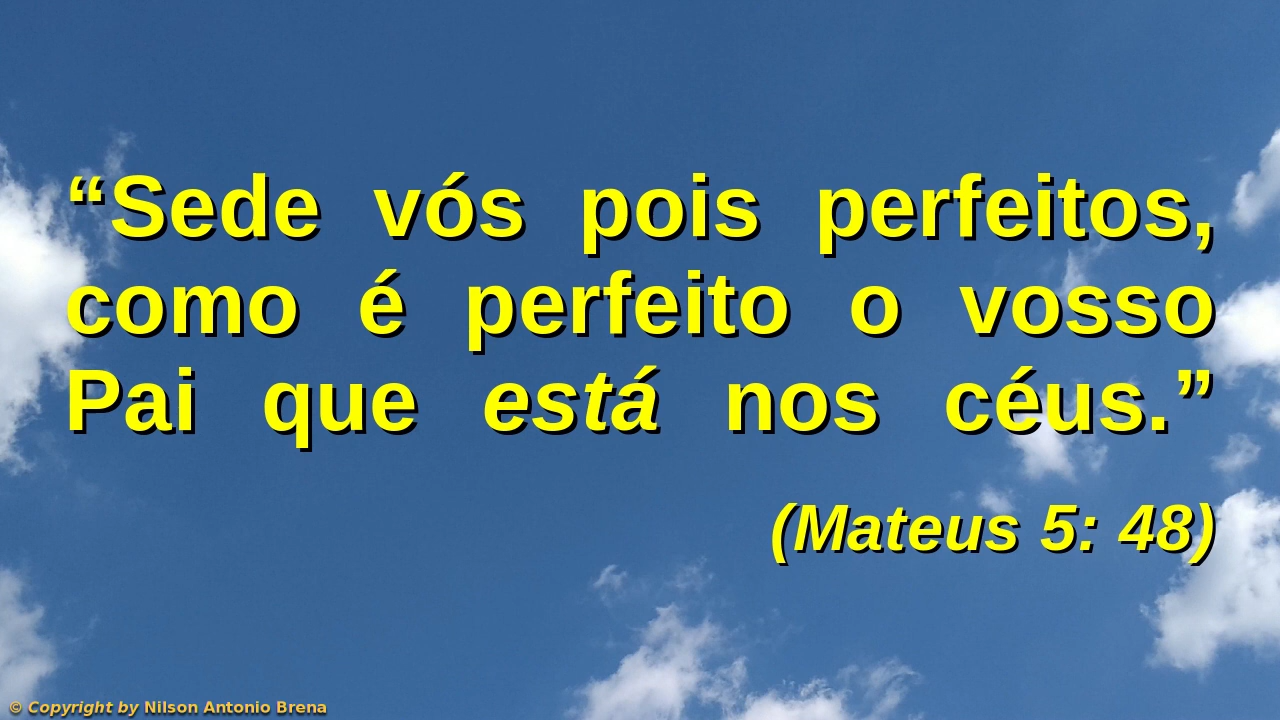 “Sede vós pois perfeitos,
como é perfeito o vosso
Pai que está nos céus.”
(Mateus 5: 48)
© Copyright by Nilson Antonio Brena